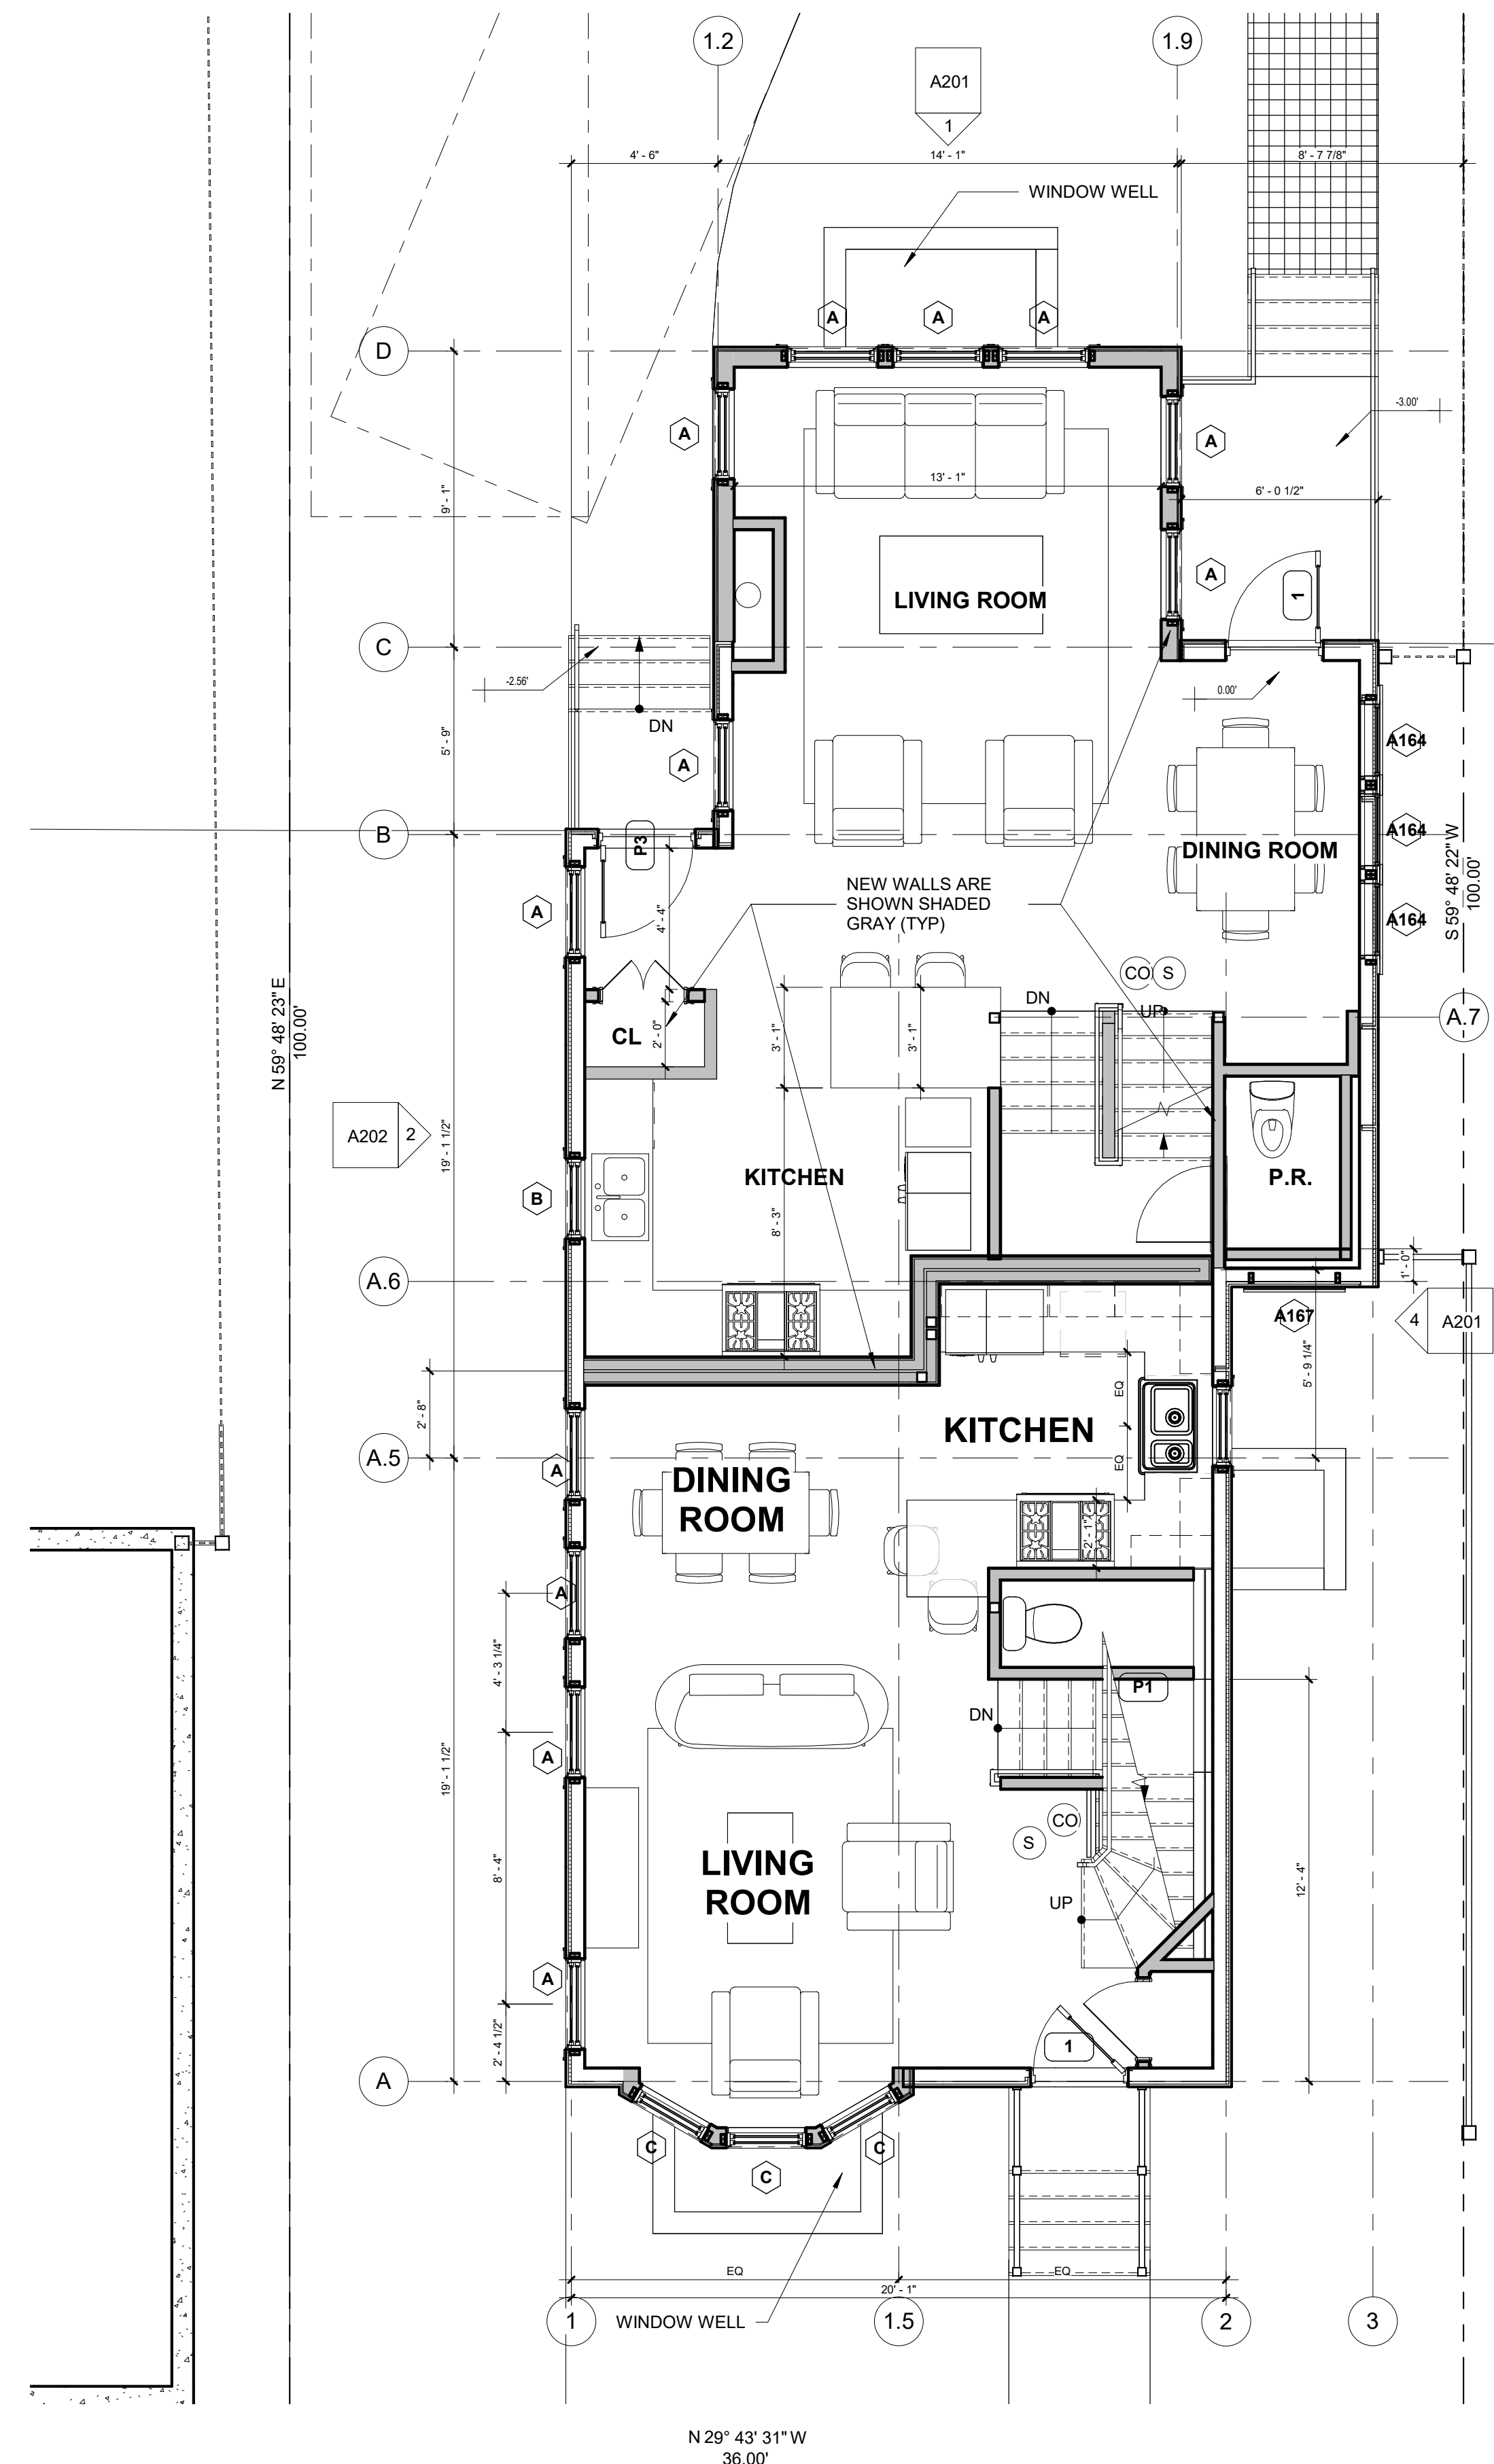 1.2
1.9
A201
1
4' - 6"
14' - 1"
8' - 7 7/8"
WINDOW WELL
A
A
A
D
-3.00'
A
A
9' - 1"
13' - 1"
6' - 0 1/2"
A
1
LIVING ROOM
C
-2.56'
0.00'
DN
5' - 9"
A
A164
B
P3
A164
DINING ROOM
S 59° 48' 22" W
100.00'
NEW WALLS ARE
SHOWN SHADED
GRAY (TYP)
A
4' - 4"
A164
CO
S
DN
UP
A.7
N 59° 48' 23" E
100.00'
CL
2' - 0"
3' - 1"
3' - 1"
A202
2
19' - 1 1/2"
B
KITCHEN
8' - 3"
P.R.
A.6
1' - 0"
A167
4
A201
5' - 9 1/4"
2' - 8"
EQ
KITCHEN
A.5
A
EQ
DINING
ROOM
2' - 1"
A
4' - 3 1/4"
P1
DN
A
19' - 1 1/2"
CO
S
8' - 4"
LIVING
ROOM
12' - 4"
UP
A
2' - 4 1/2"
1
A
C
C
C
EQ
EQ
20' - 1"
1
WINDOW WELL
1.5
2
3
N 29° 43' 31" W
36.00'